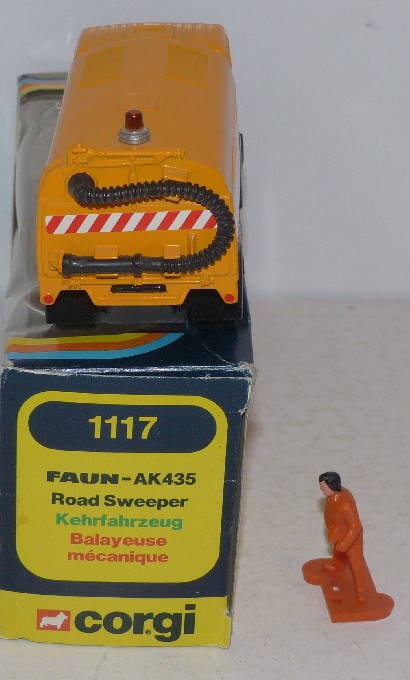 1117
FAUN-AK435
Road Sweeper
Kehrfahrzeug
Balayeuse
mécanique
corgi